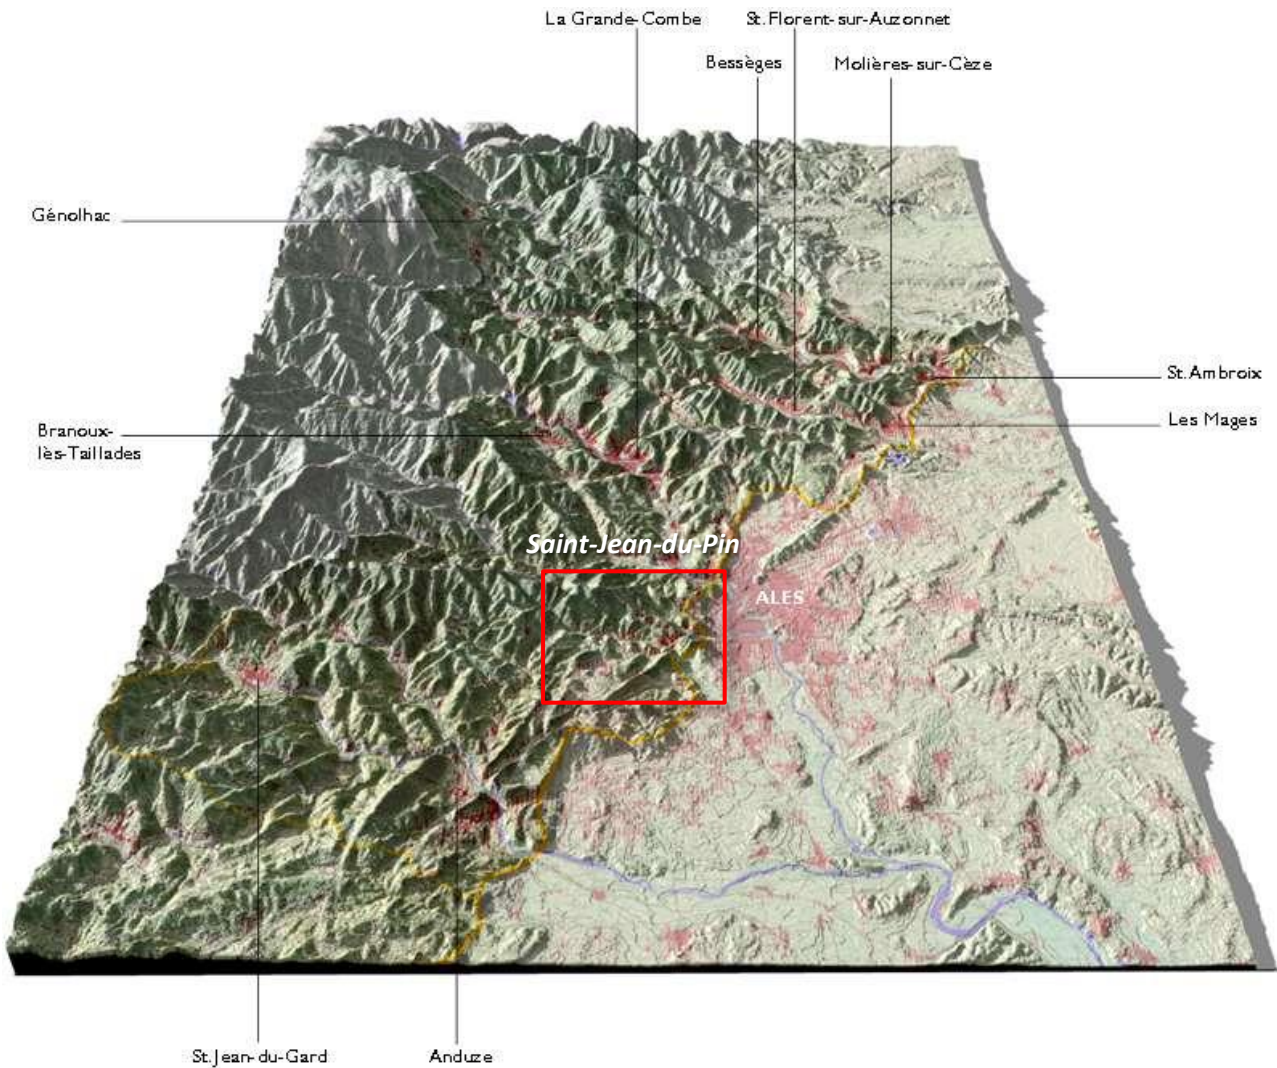 La Grande-Combe
St.Florent-sur-Auzonnet
Bessèges
Molières-sur-Cèze
Génolhac
St.Ambroix
Les Mages
Branoux-
lès-Taillades
Saint-Jean-du-Pin
ALES
St.Jean-du-Gard
Anduze